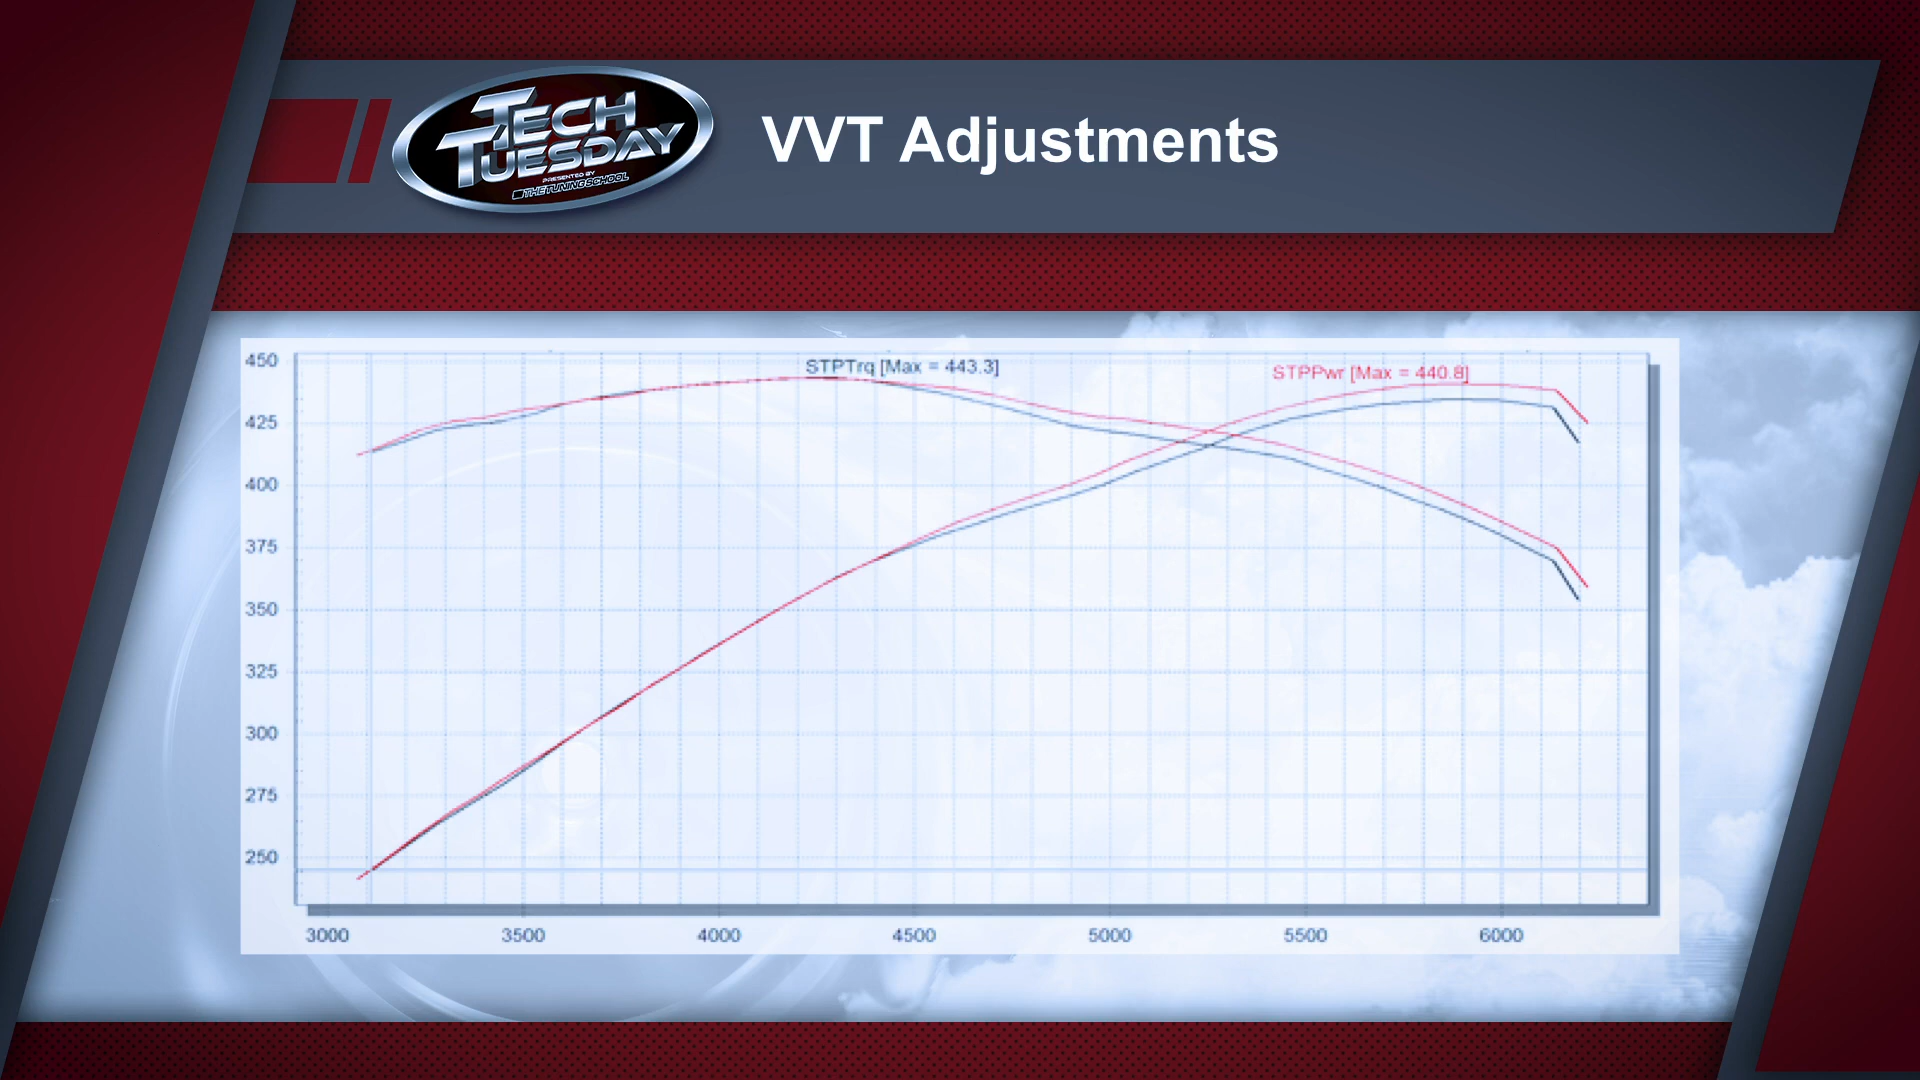 TECH
TUESDAY
PRESENTED BY
THETUNINGSCHOOL
VVT Adjustments
STPTrq [Max = 443.3]
STPPwr [Max = 440.8]
450
425
400
375
350
325
300
275
250
3000 3500 4000 4500 5000 5500 6000